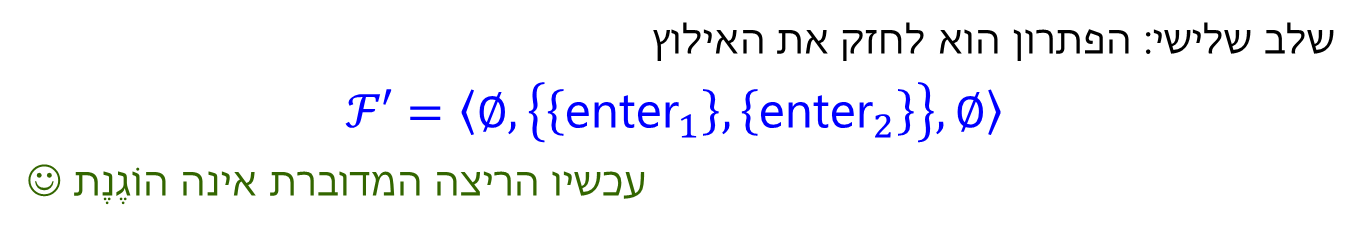 שלב שלישי: הפתרון הוא לחזק את האילוץ
ℱ′ = ⟨∅, {{enter₁}, {enter₂}}, ∅⟩
עכשיו הריצה המדוברת אינה הוֹגֶנֶת ☺